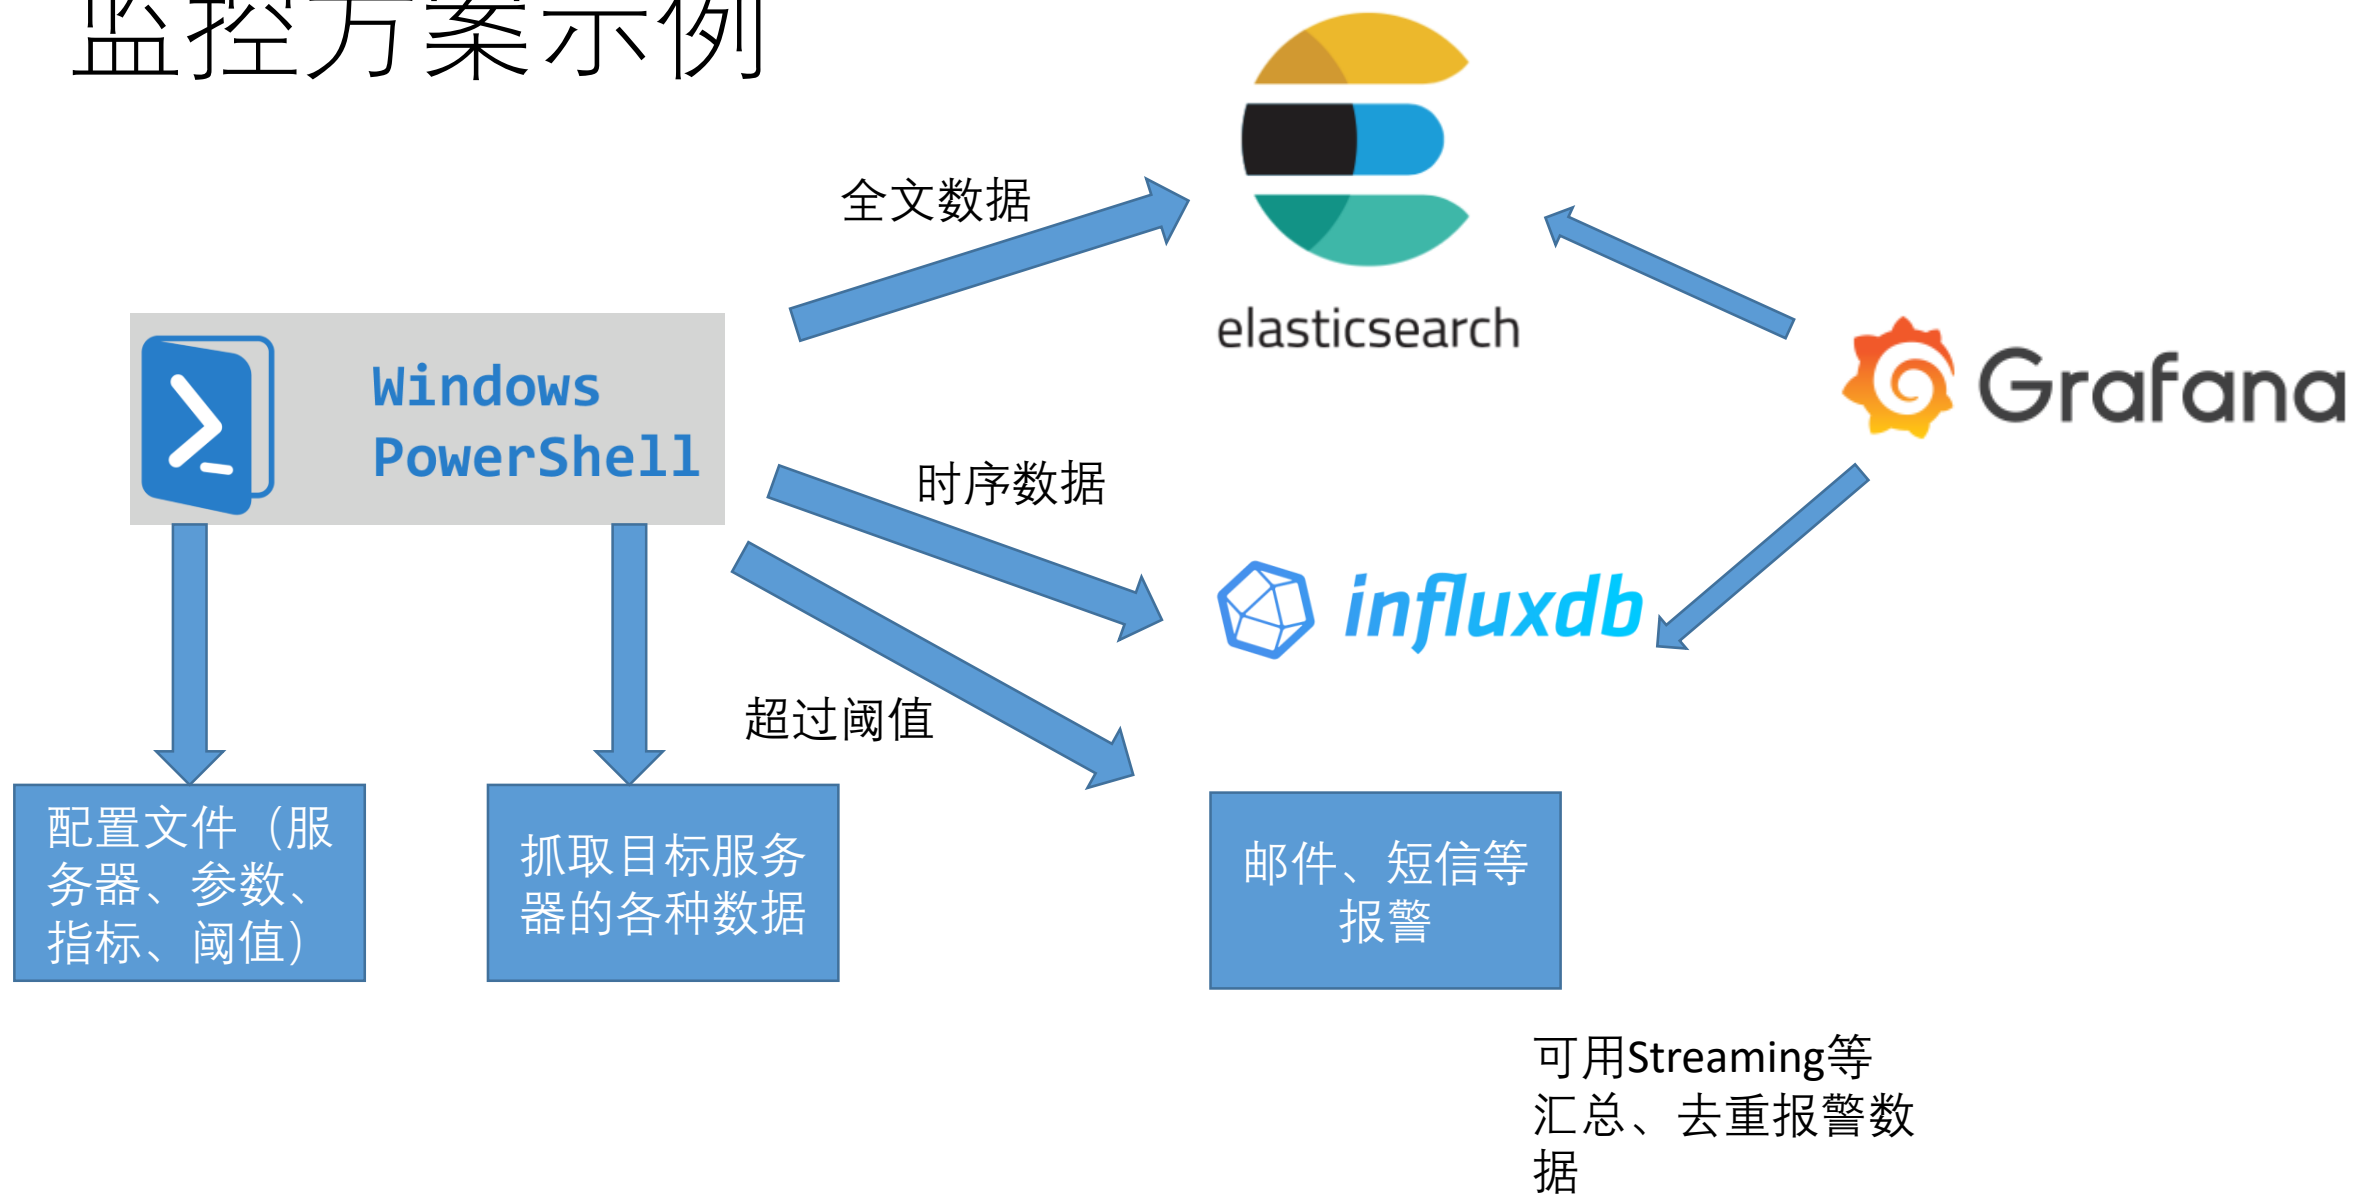 监控方案示例
全文数据
elasticsearch
Windows
PowerShell
Grafana
时序数据
influxdb
超过阈值
配置文件（服
务器、参数、
指标、阈值）
抓取目标服务
器的各种数据
邮件、短信等
报警
可用Streaming等
汇总、去重报警数
据